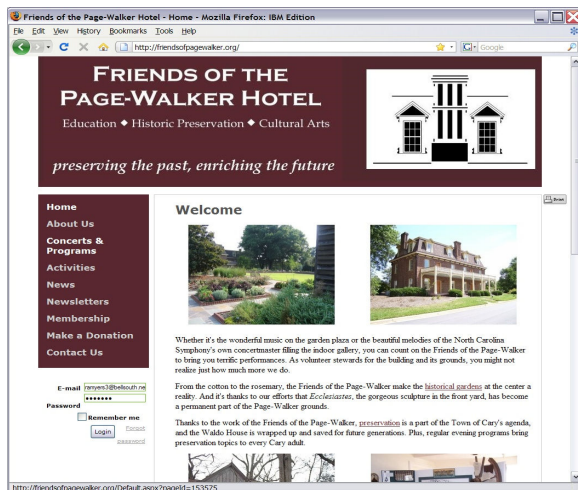 Friends of the Page-Walker Hotel - Home - Mozilla Firefox: IBM Edition
File Edit View History Bookmarks Tools Help
http://friendsofpagewalker.org/
Google
FRIENDS OF THE
PAGE-WALKER HOTEL
Education ◆ Historic Preservation ◆ Cultural Arts
preserving the past, enriching the future
Print
Home
About Us
Concerts &
Programs
Activities
News
Newsletters
Membership
Make a Donation
Contact Us
E-mail
Password
Remember me
Login
Forgot
password
Welcome
Whether it's the wonderful music on the garden plaza or the beautiful melodies of the North Carolina
Symphony's own concertmaster filling the indoor gallery, you can count on the Friends of the Page-Walker
to bring you terrific performances. As volunteer stewards for the building and its grounds, you might not
realize just how much more we do.
From the cotton to the rosemary, the Friends of the Page-Walker make the historical gardens at the center a
reality. And it's thanks to our efforts that Ecclesiastes, the gorgeous sculpture in the front yard, has become
a permanent part of the Page-Walker grounds.
Thanks to the work of the Friends of the Page-Walker, preservation is a part of the Town of Cary's agenda,
and the Waldo House is wrapped up and saved for future generations. Plus, regular evening programs bring
preservation topics to every Cary adult.
http://friendsofpagewalker.org/Default.aspx?pageId=153575